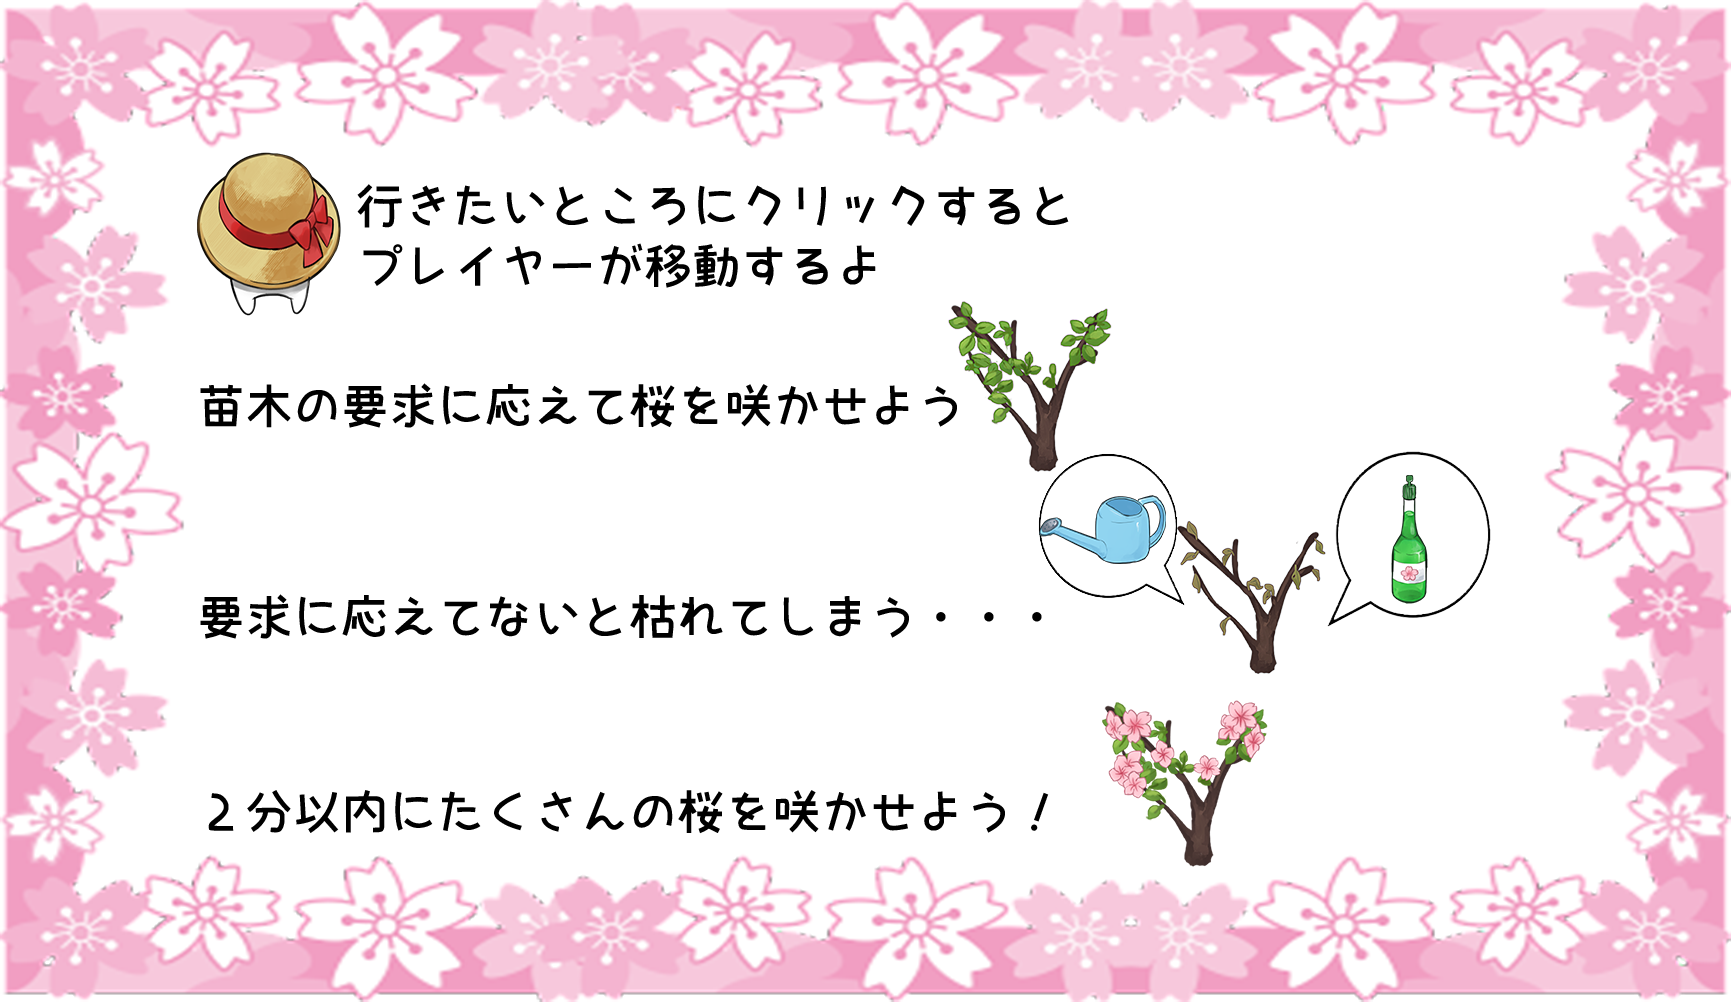 行きたいところにクリックすると
プレイヤーが移動するよ
苗木の要求に応えて桜を咲かせよう
要求に応えてないと枯れてしまう・・・
２分以内にたくさんの桜を咲かせよう！